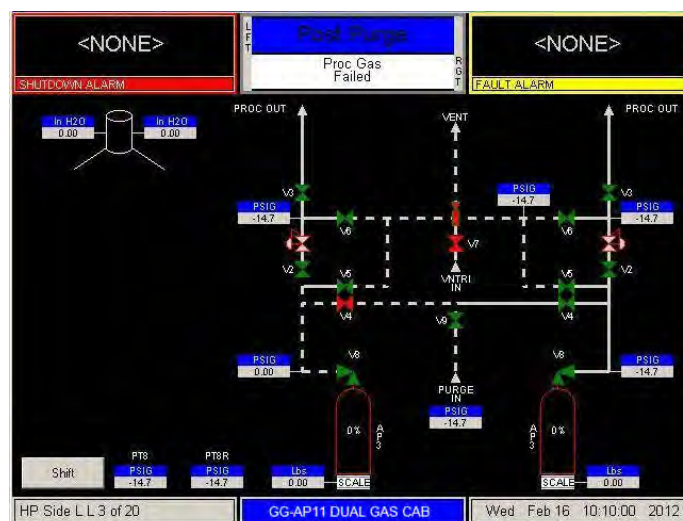 <NONE>
SHUTDOWN ALARM
LFT
Post Purge
Proc Gas
Failed
RGT
<NONE>
FAULT ALARM
In H2O
0.00
In H2O
0.00
PROC OUT
VENT
PROC OUT
V3
PSIG
-14.7
V6
V2
V5
V4
V7
VNTRI
IN
V9
PSIG
-14.7
V3
PSIG
-14.7
V6
V2
V5
V4
PSIG
0.00
V8
PURGE
IN
PSIG
-14.7
V8
PSIG
-14.7
0%
AP3
0%
AP3
Shift
PT8
PSIG
-14.7
PT8R
PSIG
-14.7
Lbs
0.00
SCALE
SCALE
Lbs
0.00
HP Side L L 3 of 20
GG-AP11 DUAL GAS CAB
Wed Feb 16 10:10:00 2012